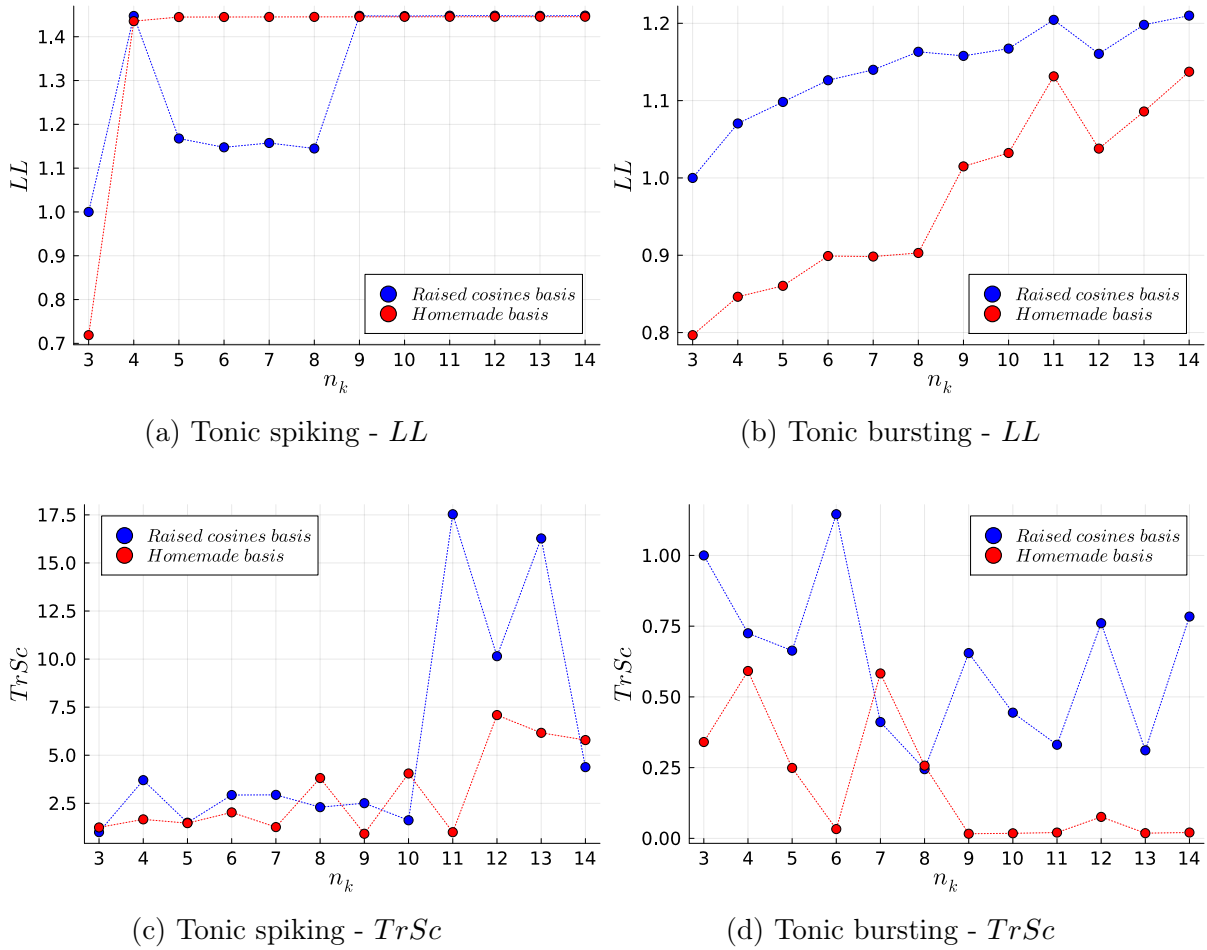 LL
1.4
1.3
1.2
1.1
1.0
0.9
0.8
0.7
3 4 5 6 7 8 9 10 11 12 13 14
n_k
Raised cosines basis
Homemade basis
(a) Tonic spiking - LL
LL
1.2
1.1
1.0
0.9
0.8
3 4 5 6 7 8 9 10 11 12 13 14
n_k
Raised cosines basis
Homemade basis
(b) Tonic bursting - LL
TrSc
17.5
15.0
12.5
10.0
7.5
5.0
2.5
3 4 5 6 7 8 9 10 11 12 13 14
n_k
Raised cosines basis
Homemade basis
(c) Tonic spiking - TrSc
TrSc
1.00
0.75
0.50
0.25
0.00
3 4 5 6 7 8 9 10 11 12 13 14
n_k
Raised cosines basis
Homemade basis
(d) Tonic bursting - TrSc